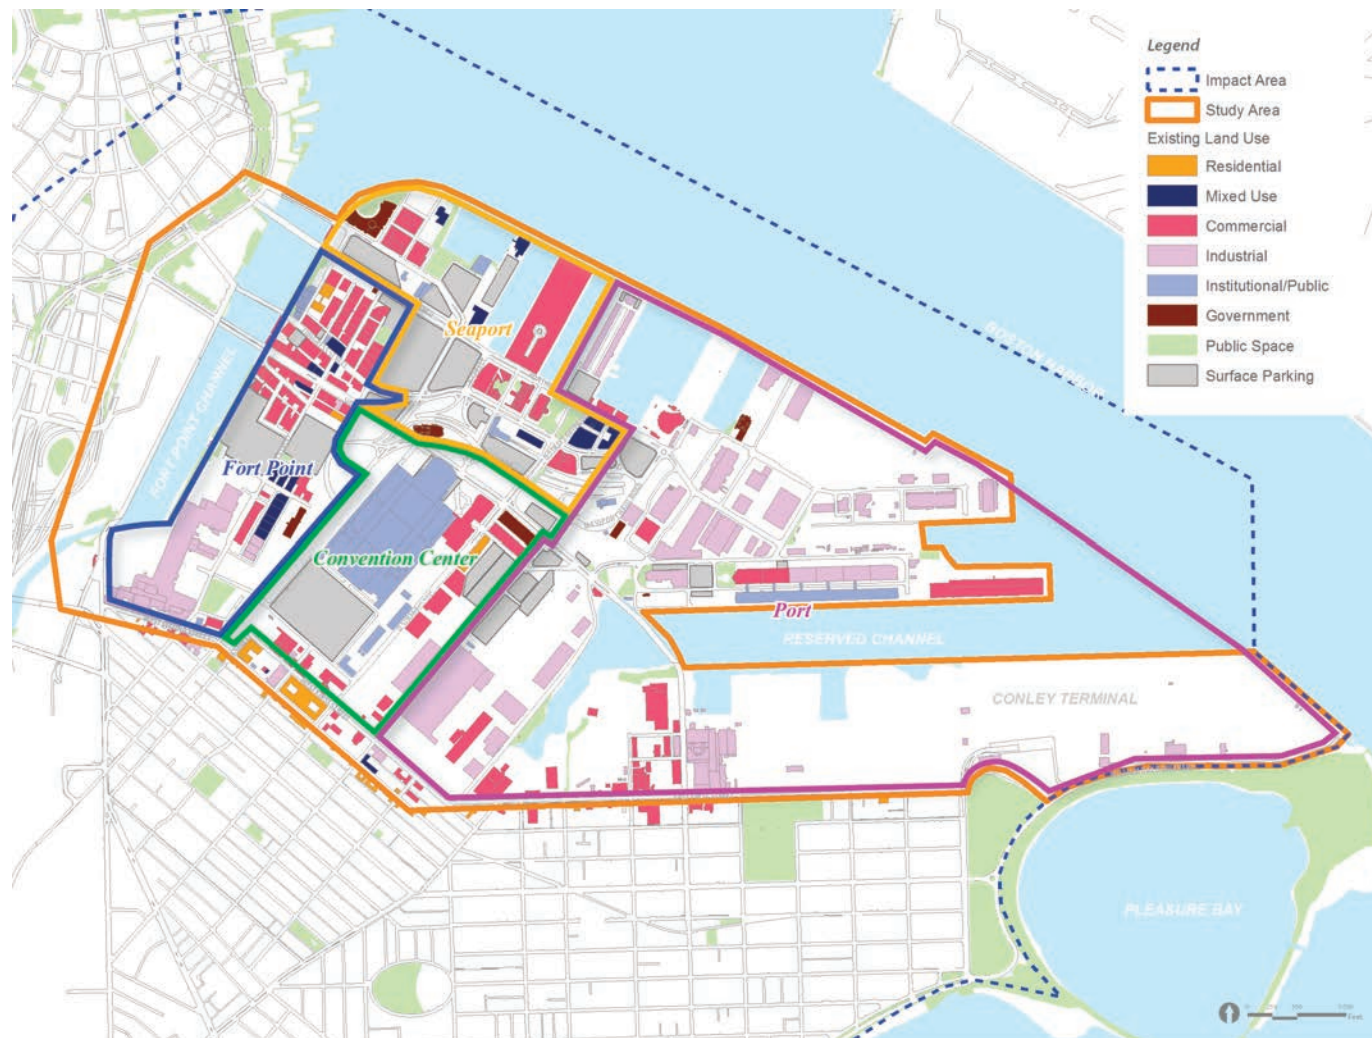 Legend
Impact Area
Study Area
Existing Land Use
Residential
Mixed Use
Commercial
Industrial
Institutional/Public
Government
Public Space
Surface Parking
BOSTON HARBOR
Seaport
FORT POINT CHANNEL
Fort Point
Convention Center
Port
RESERVED CHANNEL
CONLEY TERMINAL
PLEASURE BAY
Feet